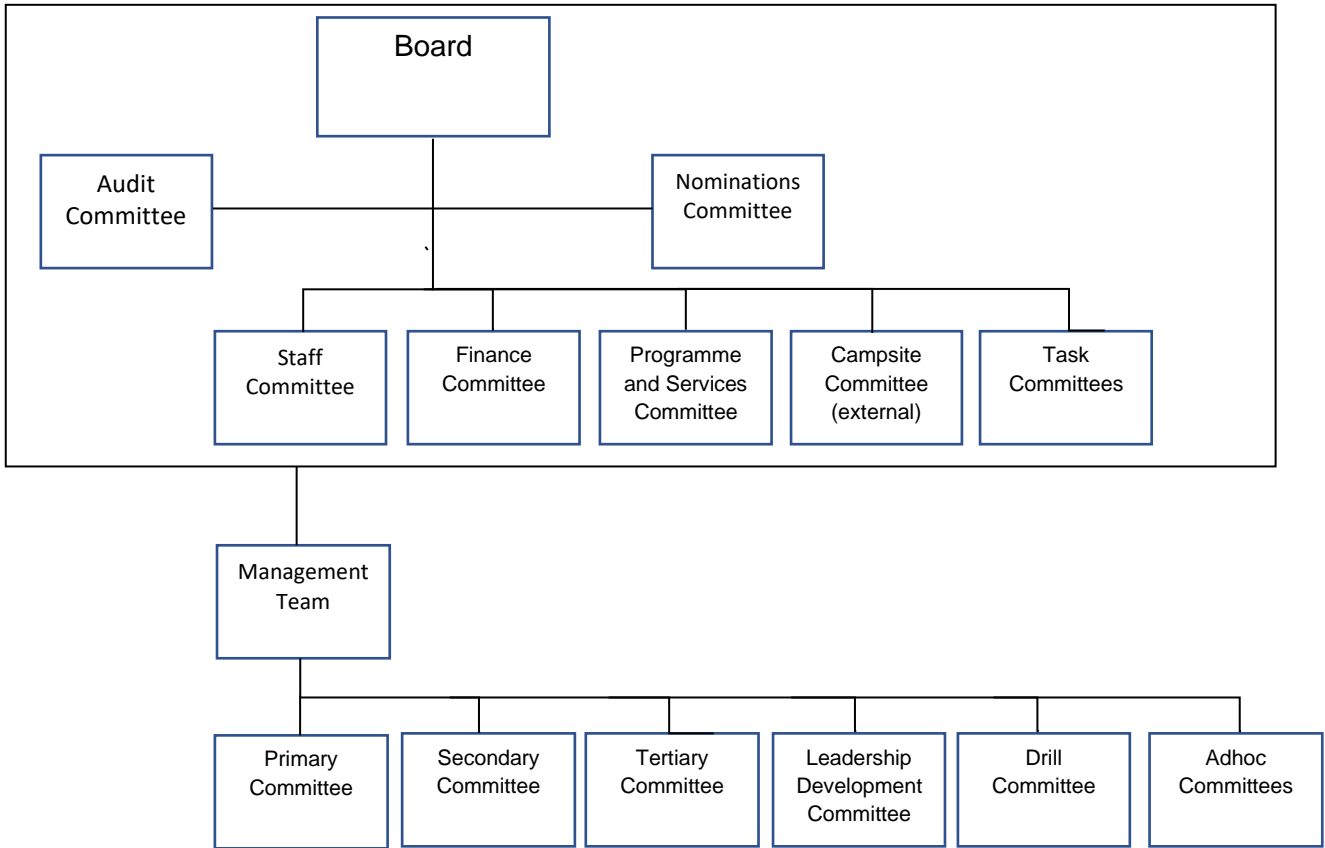 Board
Audit
Committee
Nominations
Committee
Staff
Committee
Finance
Committee
Programme
and Services
Committee
Campsite
Committee
(external)
Task
Committees
Management
Team
Primary
Committee
Secondary
Committee
Tertiary
Committee
Leadership
Development
Committee
Drill
Committee
Adhoc
Committees